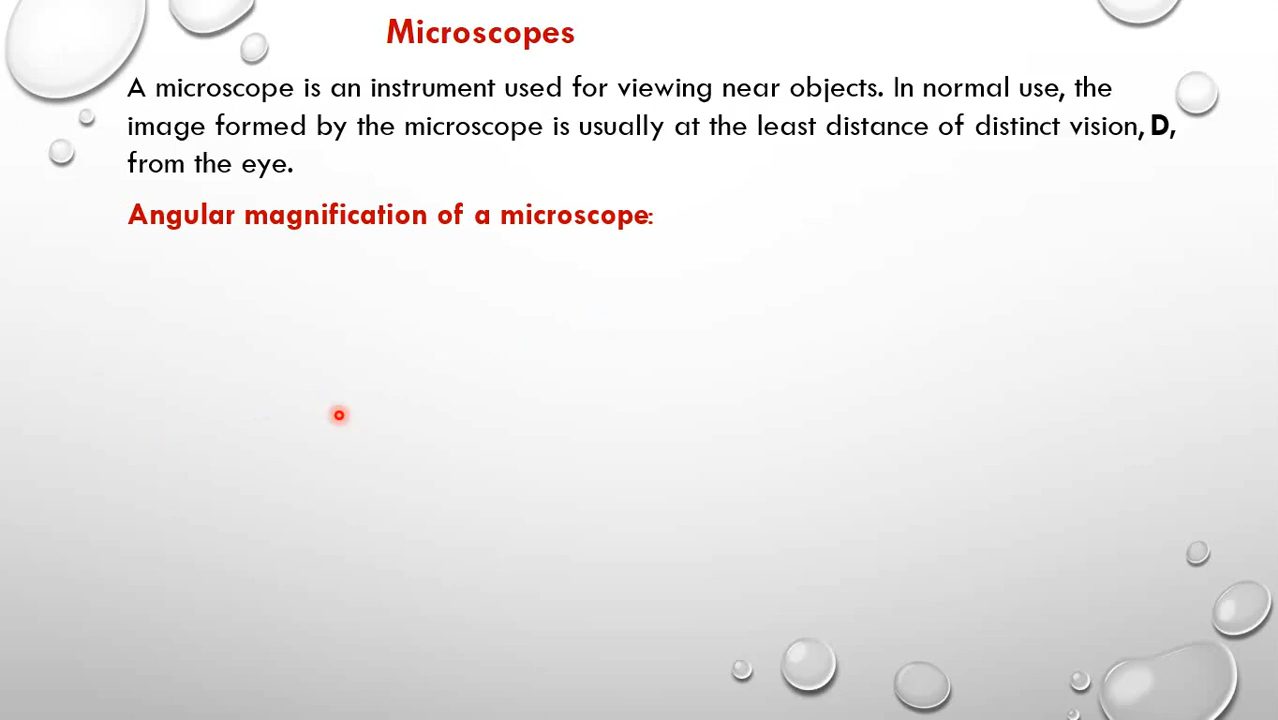 Microscopes
A microscope is an instrument used for viewing near objects. In normal use, the
image formed by the microscope is usually at the least distance of distinct vision, D,
from the eye.
Angular magnification of a microscope: